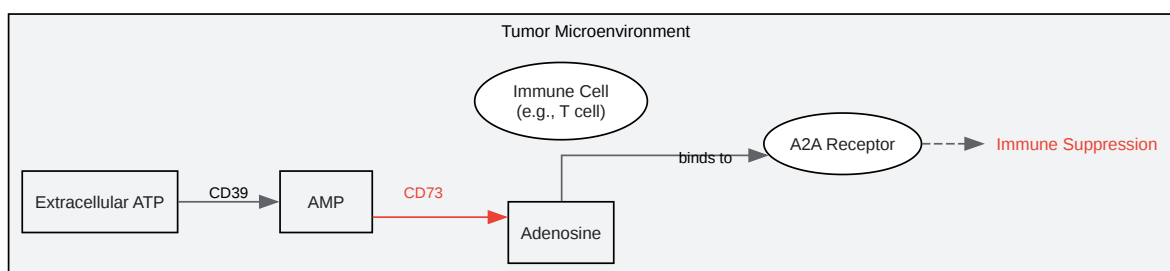 Tumor Microenvironment
Immune Cell
(e.g., T cell)
A2A Receptor
Immune Suppression
binds to
Extracellular ATP
CD39
AMP
CD73
Adenosine